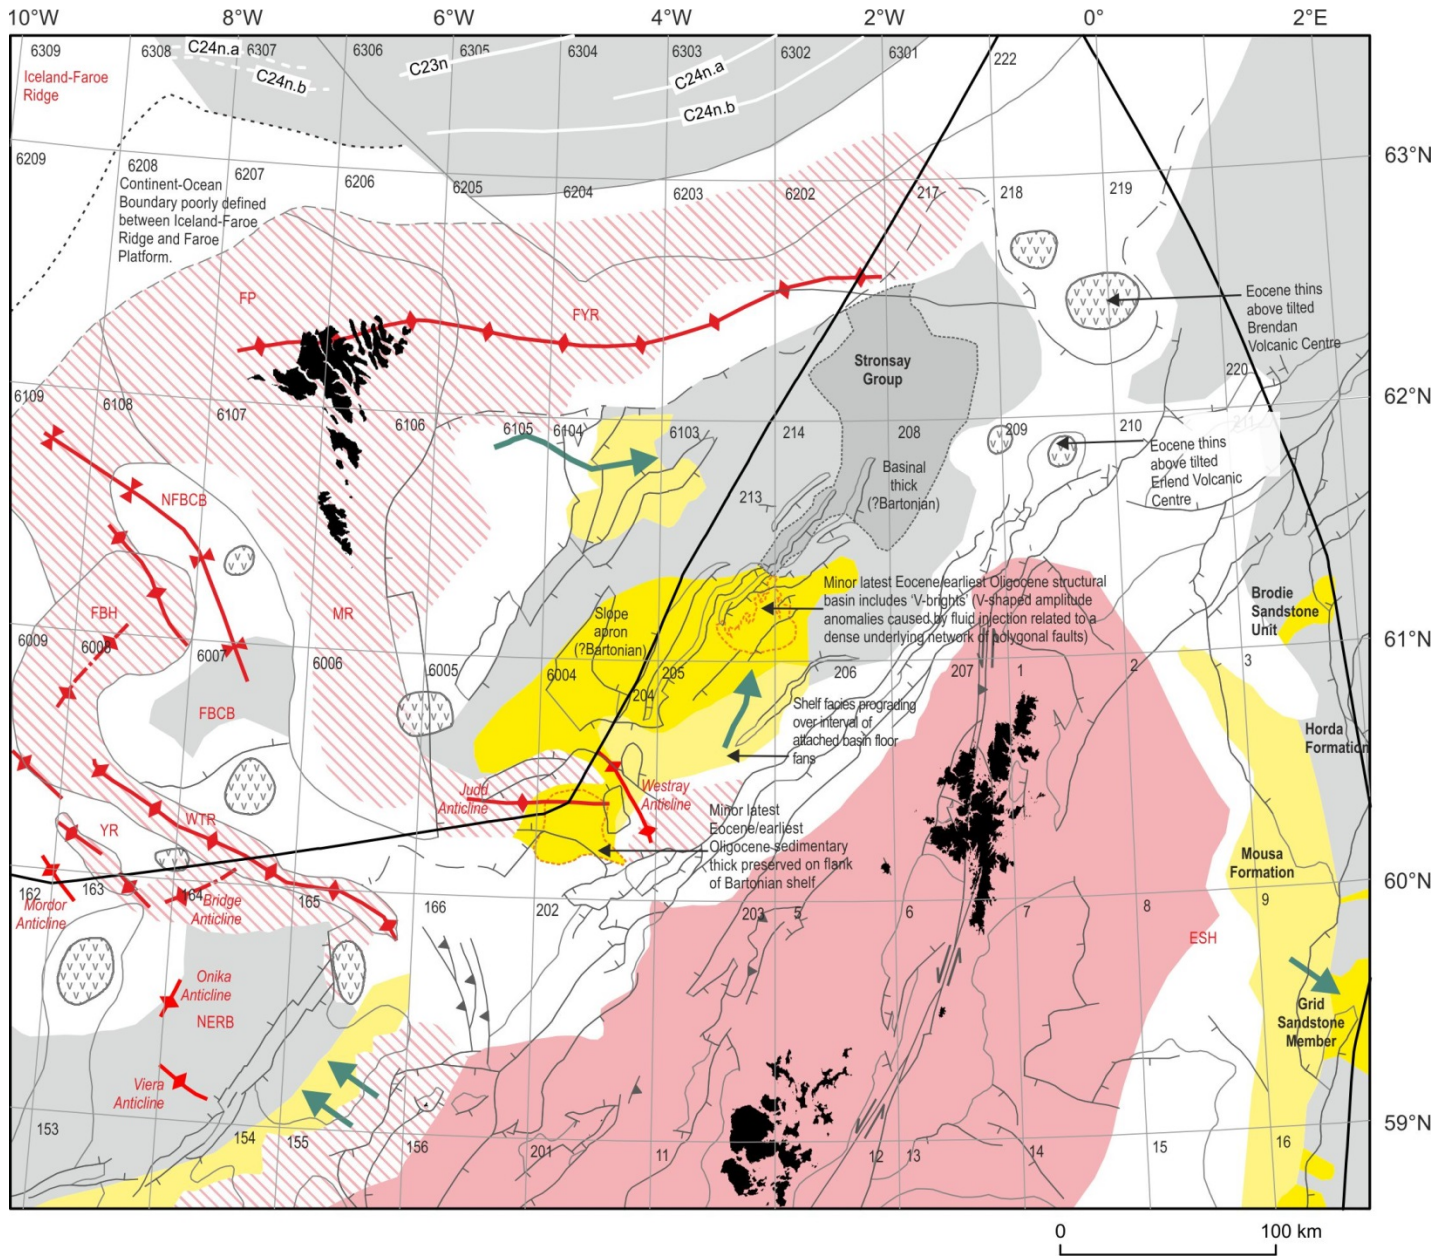 10°W 8°W 6°W 4°W 2°W 0° 2°E
6309 6308 C24n.a 6307 6306 6305 6304 6303 6302 6301 222
C23n
C24n.a
C24n.b
C24n.b
Iceland-Faroe
Ridge
63°N
6209 6208 6207 6206 6205 6204 6203 6202 217 218 219
Continent-Ocean
Boundary poorly defined
between Iceland-Faroe
Ridge and Faroe
Platform.
FP
FYR
Eocene thins
above tilted
Brendan
Volcanic Centre
Stronsay
Group
220
62°N
6109 6108 6107 6106 6105 6104 6103 214 208 209 210 211
Eocene thins
above tilted
Erlend Volcanic
Centre
Basinal
thick
(?Bartonian)
213
NFBCB
FBH
MR
Slope
apron
(?Bartonian)
Minor latest Eocene/earliest Oligocene structural
basin includes ‘V-brights’ (V-shaped amplitude
anomalies caused by fluid injection related to a
dense underlying network of polygonal faults)
Brodie
Sandstone
Unit
61°N
6009 6008 6007 6006 6005 6004 204 205 206 207 1 2 3
FBCB
Shelf facies prograding
over interval of
attached basin floor
fans
Horda
Formation
Judd
Anticline
Westray
Anticline
YR
WTR
Minor latest
Eocene/earliest
Oligocene sedimentary
thick preserved on flank
of Bartonian shelf
Mousa
Formation
60°N
162 163 164 165 166 202 203 5 6 7 8 9
Mordor
Anticline
Bridge
Anticline
ESH
Onika
Anticline
NERB
Grid
Sandstone
Member
Viera
Anticline
59°N
153 154 155 156 201 11 12 13 14 15 16
0 100 km